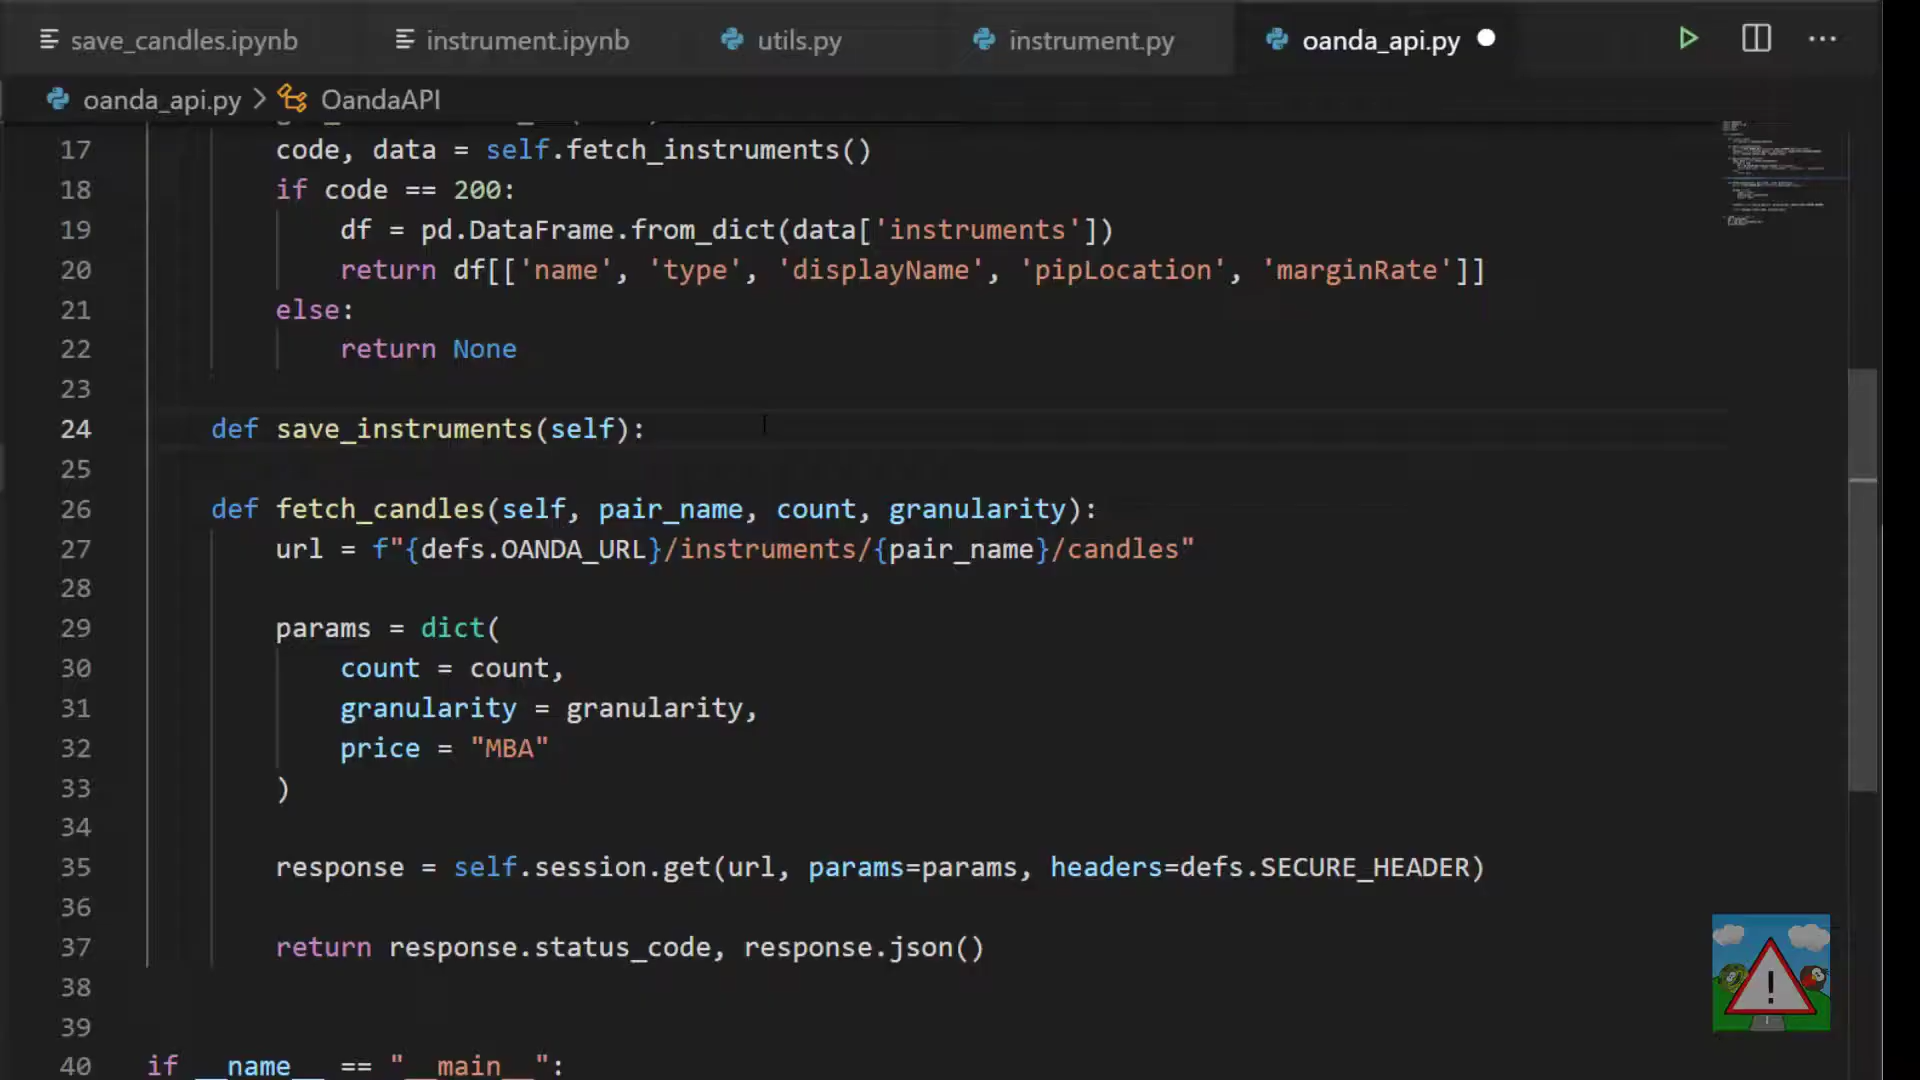 save_candles.ipynb instrument.ipynb utils.py instrument.py oanda_api.py
oanda_api.py > OandaAPI
17 code, data = self.fetch_instruments()
18 if code == 200:
19 df = pd.DataFrame.from_dict(data['instruments'])
20 return df[['name', 'type', 'displayName', 'pipLocation', 'marginRate']]
21 else:
22 return None
23
24 def save_instruments(self):
25
26 def fetch_candles(self, pair_name, count, granularity):
27 url = f"{defs.OANDA_URL}/instruments/{pair_name}/candles"
28
29 params = dict(
30 count = count,
31 granularity = granularity,
32 price = "MBA"
33 )
34
35 response = self.session.get(url, params=params, headers=defs.SECURE_HEADER)
36
37 return response.status_code, response.json()
38
39
40 if __name__ == "__main__":